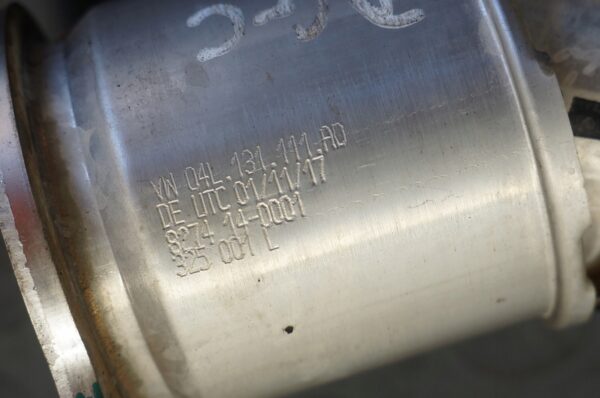 VW 04L.131.111.AD
DE UTC 01/11/17
8274 14-0001
325 001 L